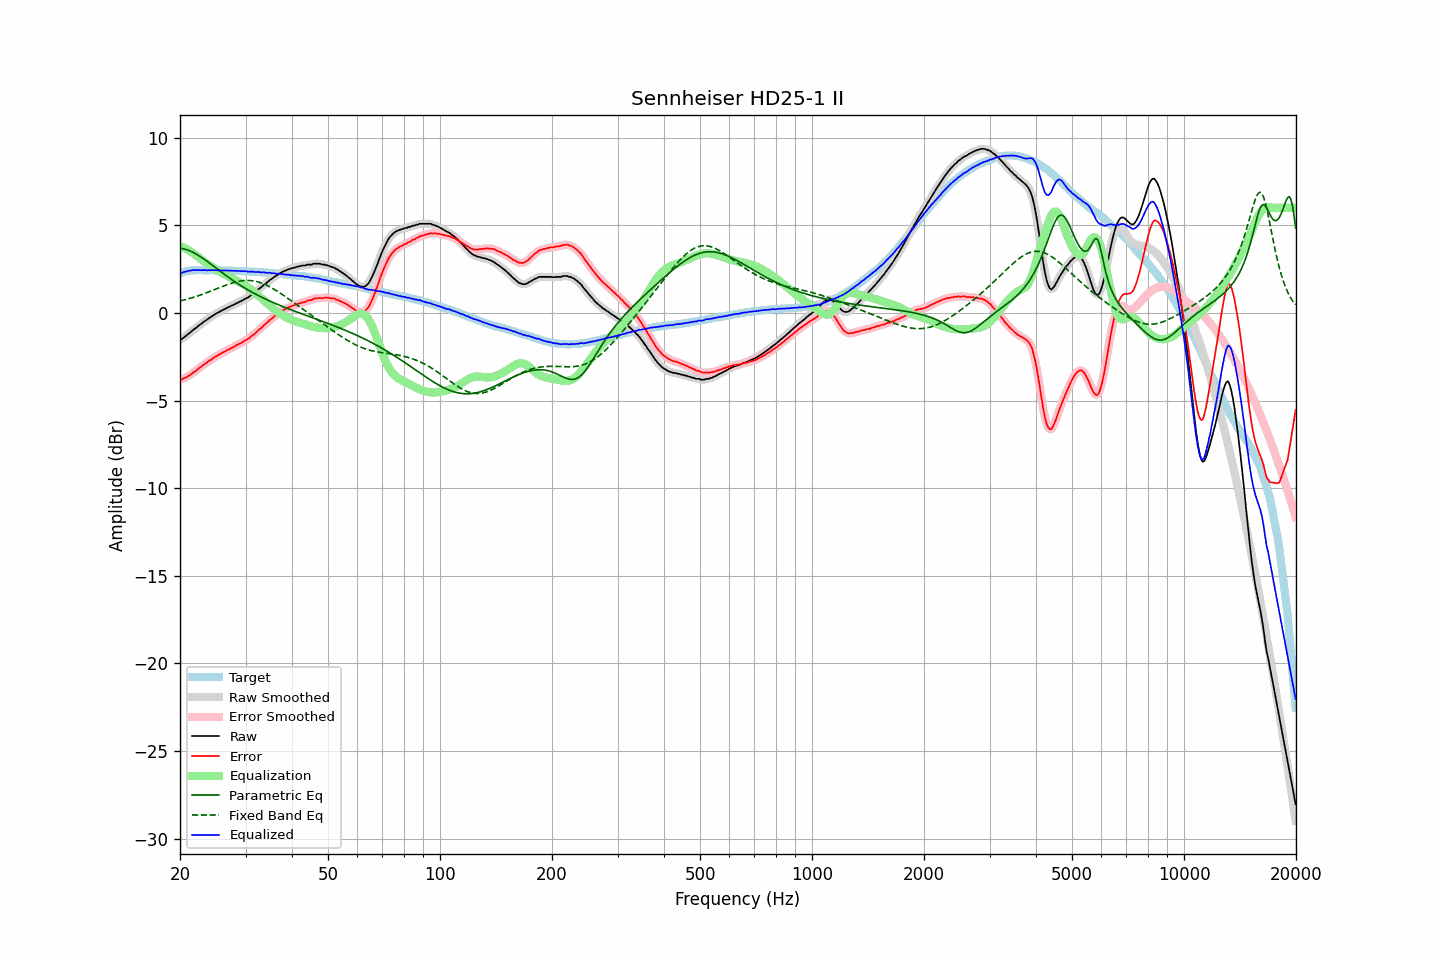 Sennheiser HD25-1 II
Amplitude (dBr)
10
5
0
−5
−10
−15
−20
−25
−30
Target
Raw Smoothed
Error Smoothed
Raw
Error
Equalization
Parametric Eq
Fixed Band Eq
Equalized
20 50 100 200 500 1000 2000 5000 10000 20000
Frequency (Hz)